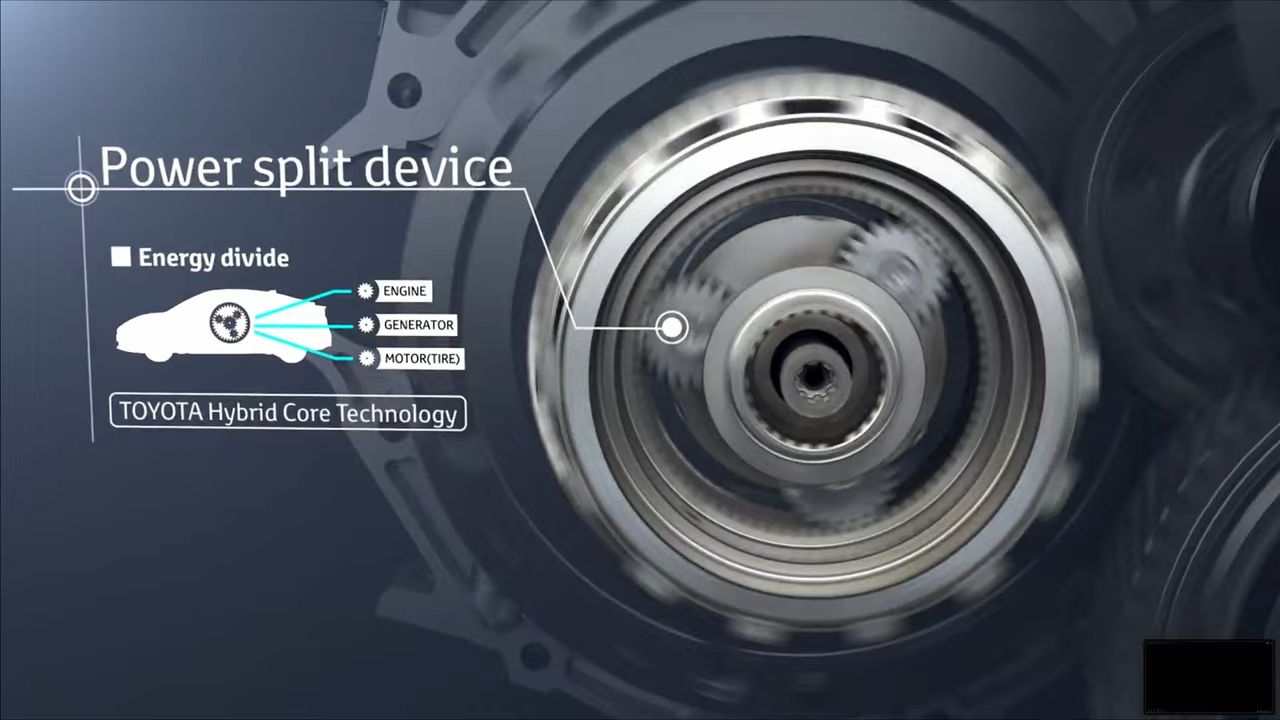 Power split device
Energy divide
ENGINE
GENERATOR
MOTOR(TIRE)
TOYOTA Hybrid Core Technology